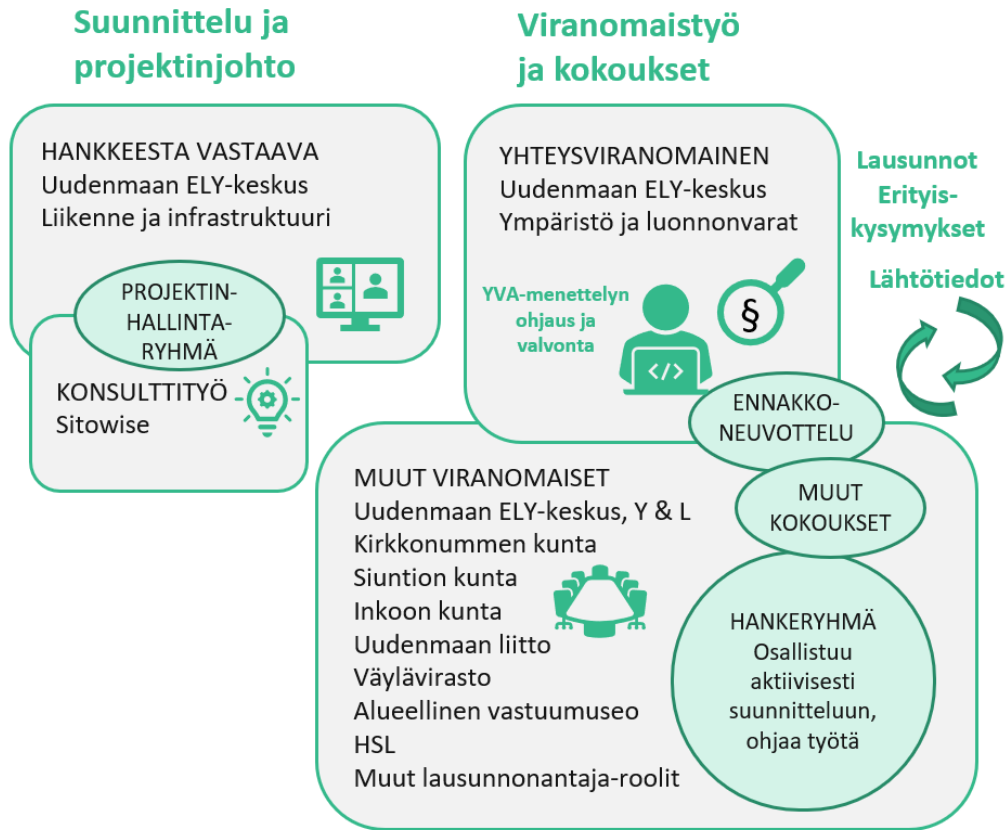 Suunnittelu ja
projektinjohto
HANKKEESTA VASTAAVA
Uudenmaan ELY-keskus
Liikenne ja infrastruktuuri
PROJEKTIN-
HALLINTA-
RYHMÄ
KONSULTTITYÖ
Sitowise
Viranomaistyö
ja kokoukset
YHTEYSVIRANOMAINEN
Uudenmaan ELY-keskus
Ympäristö ja luonnonvarat
YVA-menettelyn
ohjaus ja
valvonta
§
</>
Lausunnot
Erityis-
kysymykset
Lähtötiedot
ENNAKKO-
NEUVOTTELU
MUUT
KOKOUKSET
MUUT VIRANOMAISET
Uudenmaan ELY-keskus, Y & L
Kirkkonummen kunta
Siuntion kunta
Inkoon kunta
Uudenmaan liitto
Väylävirasto
Alueellinen vastuumuseo
HSL
Muut lausunnonantaja-roolit
HANKERYHMÄ
Osallistuu
aktiivisesti
suunnitteluun,
ohjaa työtä